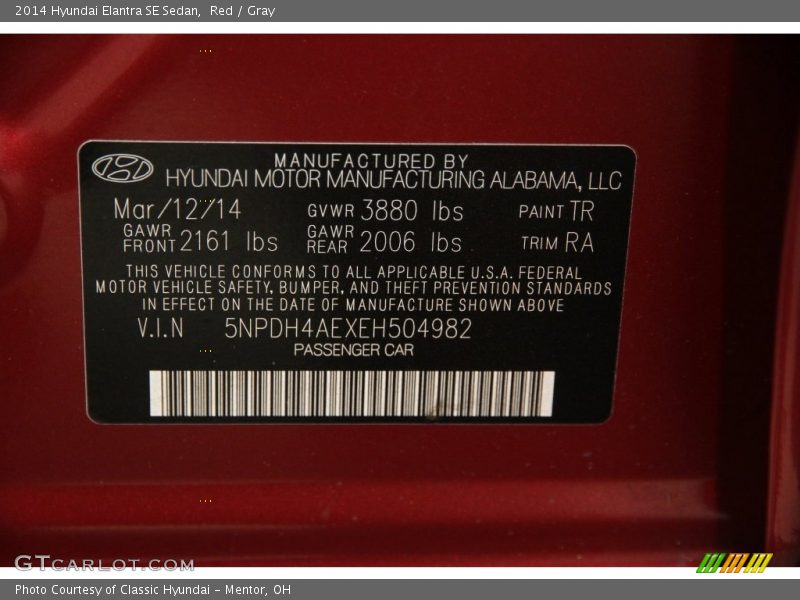 2014 Hyundai Elantra SE Sedan,  Red / Gray
MANUFACTURED BY
HYUNDAI MOTOR MANUFACTURING ALABAMA, LLC
Mar/12/14 GVWR 3880 lbs PAINT TR
GAWR FRONT 2161 lbs GAWR REAR 2006 lbs TRIM RA
THIS VEHICLE CONFORMS TO ALL APPLICABLE U.S.A. FEDERAL
MOTOR VEHICLE SAFETY, BUMPER, AND THEFT PREVENTION STANDARDS
IN EFFECT ON THE DATE OF MANUFACTURE SHOWN ABOVE
V.I.N 5NPDH4AEXEH504982
PASSENGER CAR
GTCARLOT.COM
Photo Courtesy of Classic Hyundai - Mentor, OH